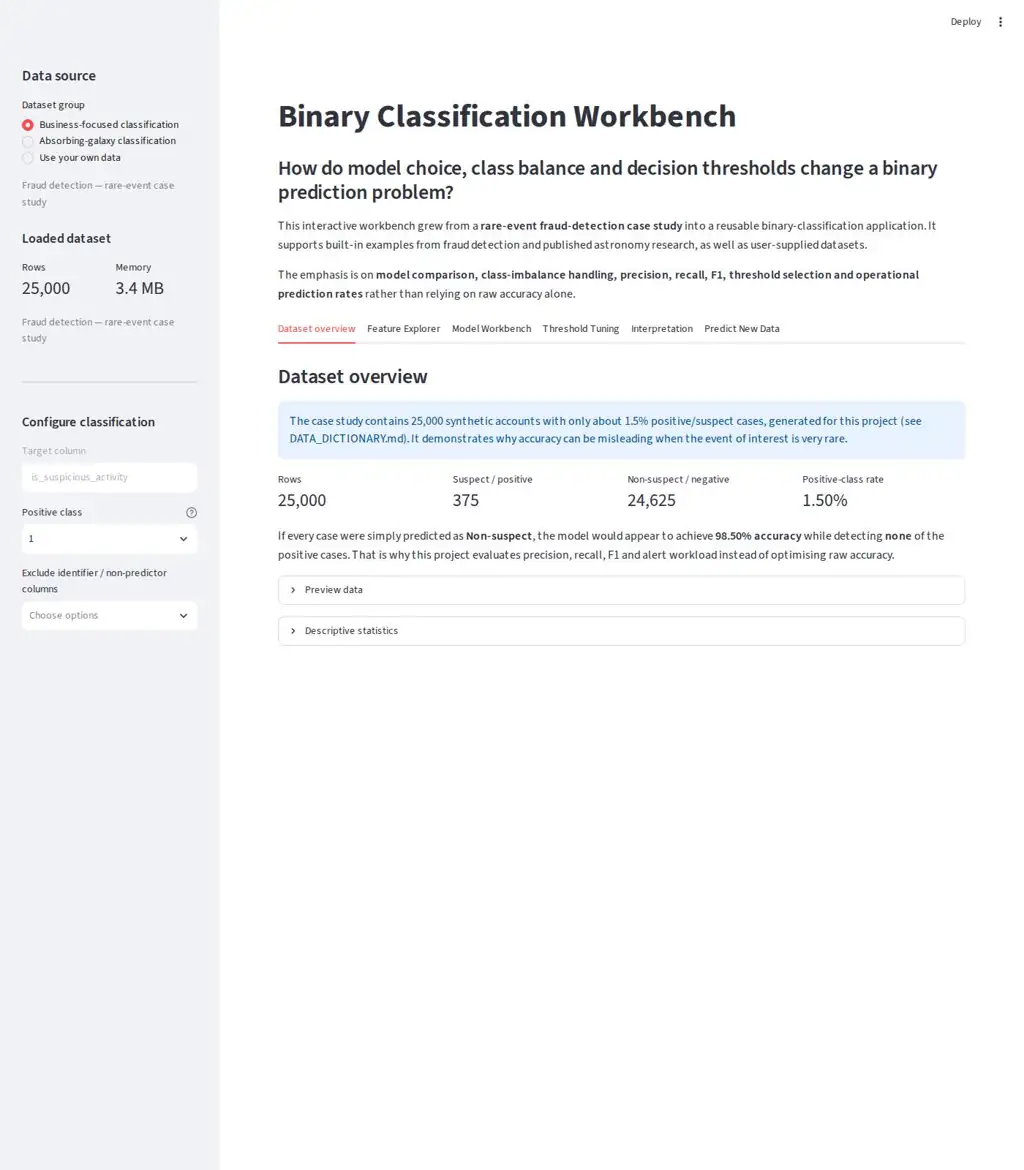 Deploy
Data source
Dataset group
Business-focused classification
Absorbing-galaxy classification
Use your own data
Fraud detection — rare-event case
study
Loaded dataset
Rows
Memory
25,000
3.4 MB
Fraud detection — rare-event case
study
Configure classification
Target column
is_suspicious_activity
Positive class
1
Exclude identifier / non-predictor
columns
Choose options
Binary Classification Workbench
How do model choice, class balance and decision thresholds change a binary
prediction problem?
This interactive workbench grew from a rare-event fraud-detection case study into a reusable binary-classification application. It
supports built-in examples from fraud detection and published astronomy research, as well as user-supplied datasets.
The emphasis is on model comparison, class-imbalance handling, precision, recall, F1, threshold selection and operational
prediction rates rather than relying on raw accuracy alone.
Dataset overview Feature Explorer Model Workbench Threshold Tuning Interpretation Predict New Data
Dataset overview
The case study contains 25,000 synthetic accounts with only about 1.5% positive/suspect cases, generated for this project (see
DATA_DICTIONARY.md). It demonstrates why accuracy can be misleading when the event of interest is very rare.
Rows Suspect / positive Non-suspect / negative Positive-class rate
25,000 375 24,625 1.50%
If every case were simply predicted as Non-suspect, the model would appear to achieve 98.50% accuracy while detecting none of the
positive cases. That is why this project evaluates precision, recall, F1 and alert workload instead of optimising raw accuracy.
Preview data
Descriptive statistics